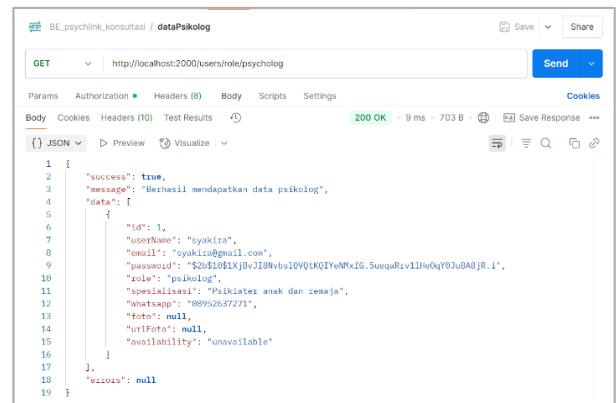 BE_psychlink_konsultasi / dataPsikolog
Save
Share
GET
http://localhost:2000/users/role/psycholog
Send
Params Authorization Headers (8) Body Scripts Settings
Cookies
Body Cookies Headers (10) Test Results
200 OK
9 ms
703 B
Save Response
{} JSON
Preview
Visualize
1 {
2 "success": true,
3 "message": "Berhasil mendapatkan data psikolog",
4 "data": [
5 {
6 "id": 1,
7 "userName": "syakira",
8 "email": "syakira@gmail.com",
9 "password":
10 "role": "psikolog",
11 "spesialisasi": "Psikiater anak dan remaja",
12 "whatsapp": "08952637271",
13 "foto": null,
14 "urlFoto": null,
15 "availability": "unavailable"
16 }
17 ],
18 "errors": null
19 }